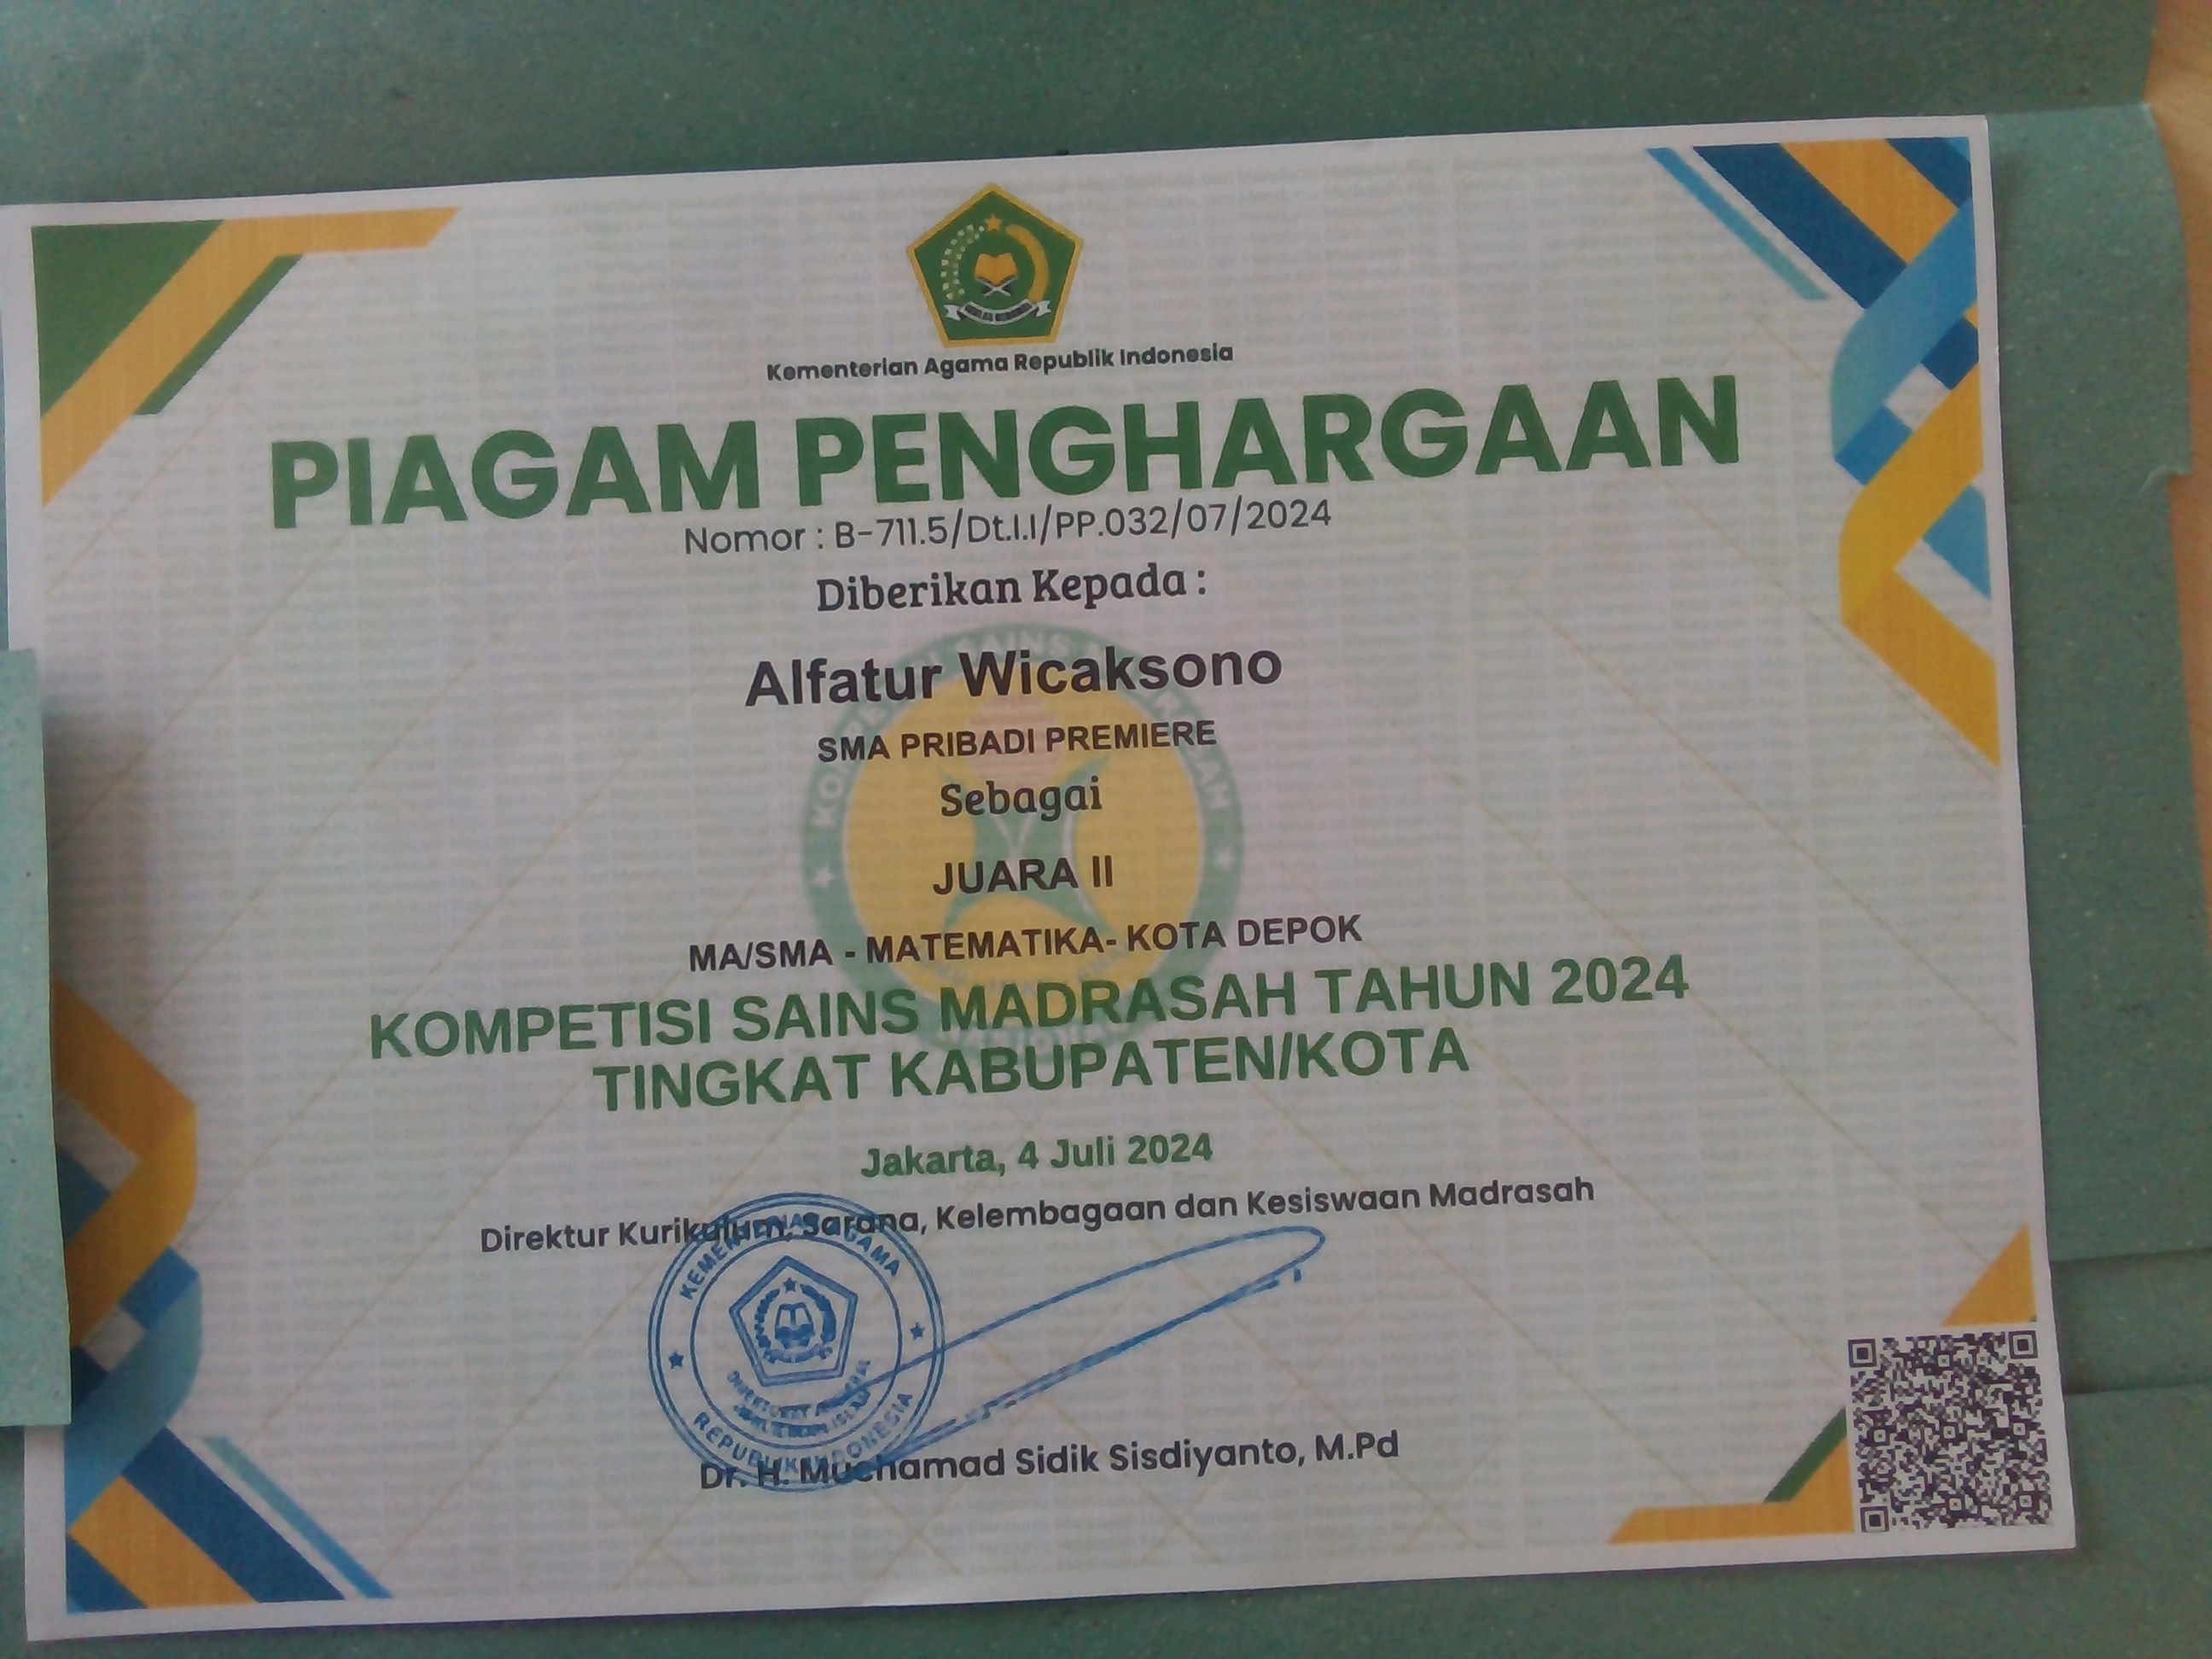 Kementerian Agama Republik Indonesia
PIAGAM PENGHARGAAN
Nomor : B-711.5/Dt.I.I/PP.032/07/2024
Diberikan Kepada :
Alfatur Wicaksono
SMA PRIBADI PREMIERE
Sebagai
JUARA II
MA/SMA - MATEMATIKA- KOTA DEPOK
KOMPETISI SAINS MADRASAH TAHUN 2024
TINGKAT KABUPATEN/KOTA
Jakarta, 4 Juli 2024
Direktur Kurikulum, Sarana, Kelembagaan dan Kesiswaan Madrasah
KEMENTERIAN AGAMA
REPUBLIK INDONESIA
Dr. H. Muchamad Sidik Sisdiyanto, M.Pd